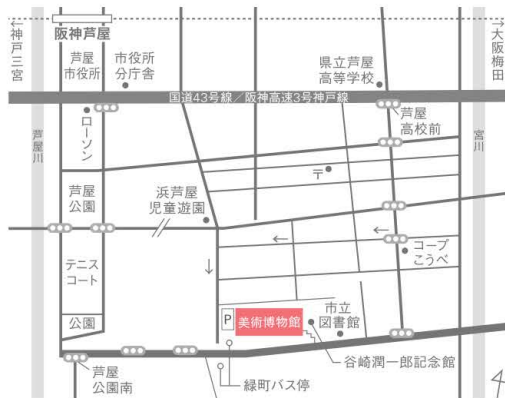 ←神戸三宮
阪神芦屋
→大阪梅田
芦屋
市役所
市役所
分庁舎
県立芦屋
高等学校
国道43号線／阪神高速3号神戸線
ローソン
芦屋
高校前
芦屋川
宮川
〒
芦屋
公園
浜芦屋
児童遊園
テニス
コート
コープ
こうべ
公園
P
美術博物館
市立
図書館
谷崎潤一郎記念館
芦屋
公園南
緑町バス停